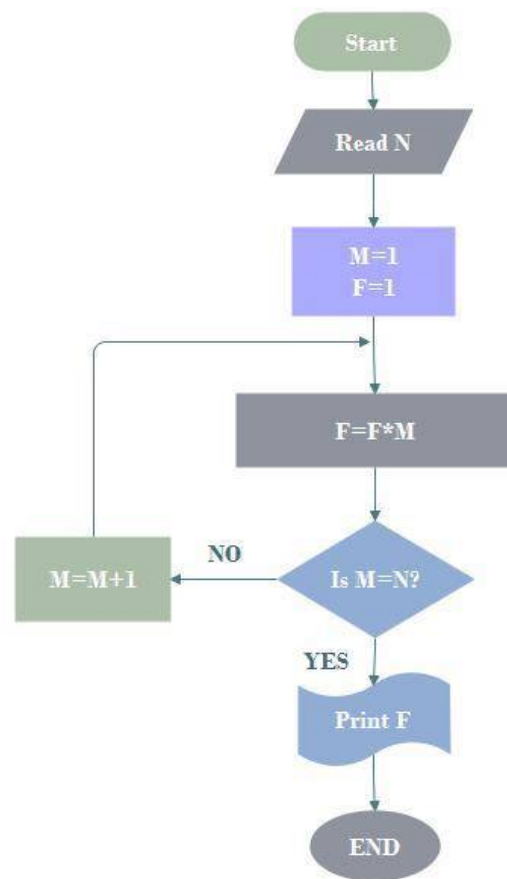 Start
Read N
M=1
F=1
F=F*M
Is M=N?
NO
M=M+1
YES
Print F
END